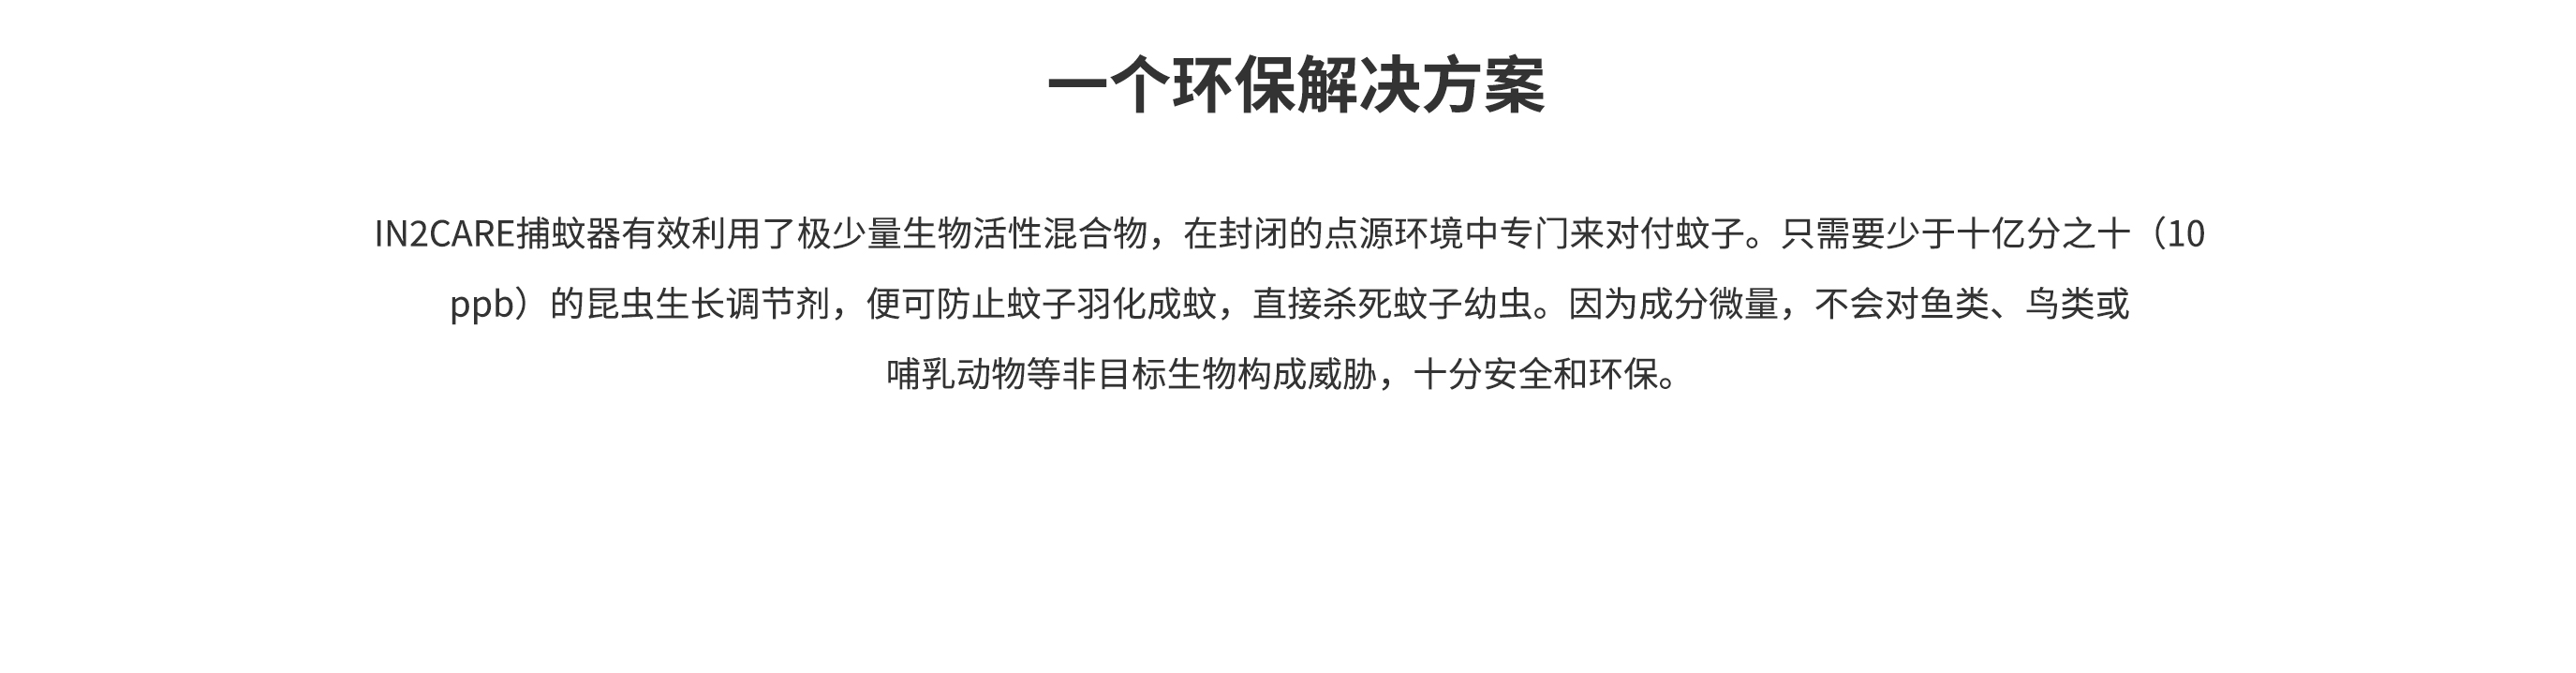 一个环保解决方案
IN2CARE捕蚊器有效利用了极少量生物活性混合物，在封闭的点源环境中专门来对付蚊子。只需要少于十亿分之十（10
ppb）的昆虫生长调节剂，便可防止蚊子羽化成蚊，直接杀死蚊子幼虫。因为成分微量，不会对鱼类、鸟类或
哺乳动物等非目标生物构成威胁，十分安全和环保。